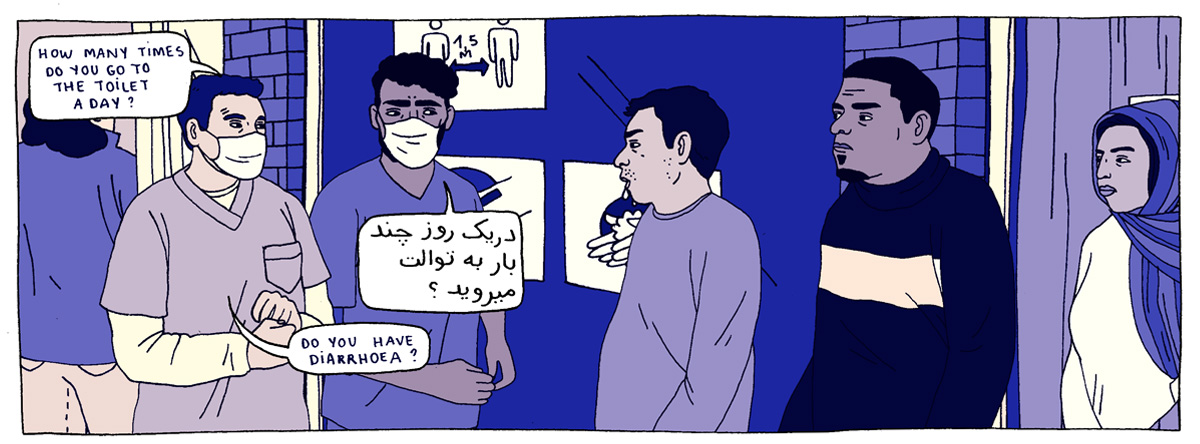 HOW MANY TIMES
DO YOU GO TO
THE TOILET
A DAY ?
1,5
m
دریک روز چند
بار به توالت
میروید ؟
DO YOU HAVE
DIARRHOEA ?